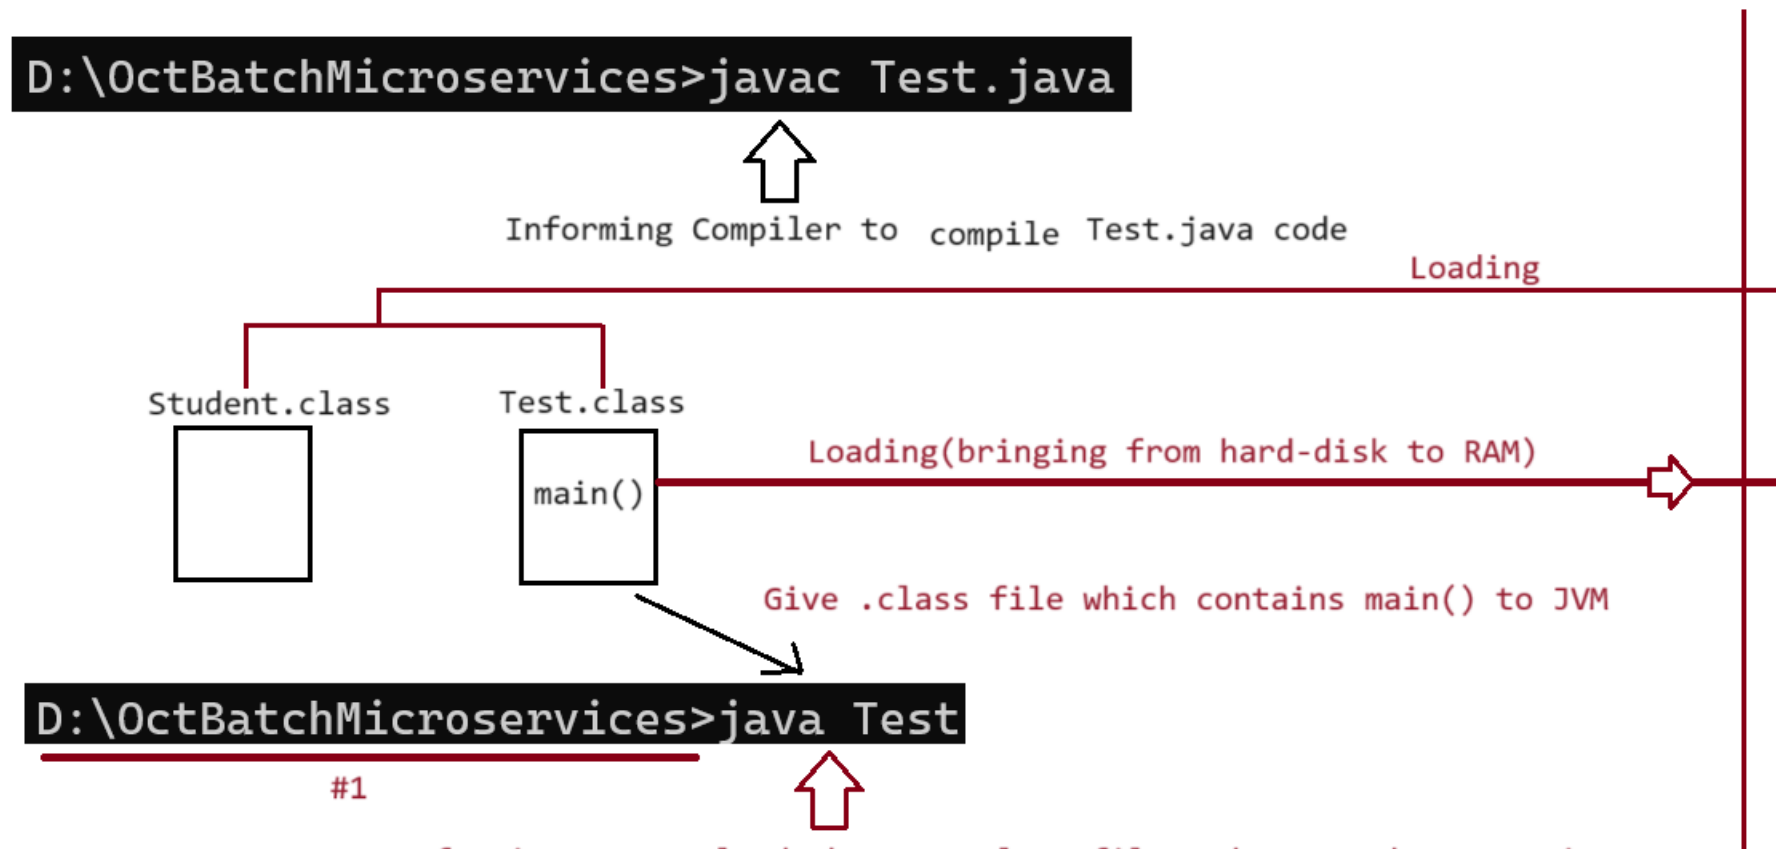 D:\OctBatchMicroservices>javac Test.java
Informing Compiler to compile Test.java code
Loading
Student.class
Test.class
Loading(bringing from hard-disk to RAM)
main()
Give .class file which contains main() to JVM
D:\OctBatchMicroservices>java Test
#1